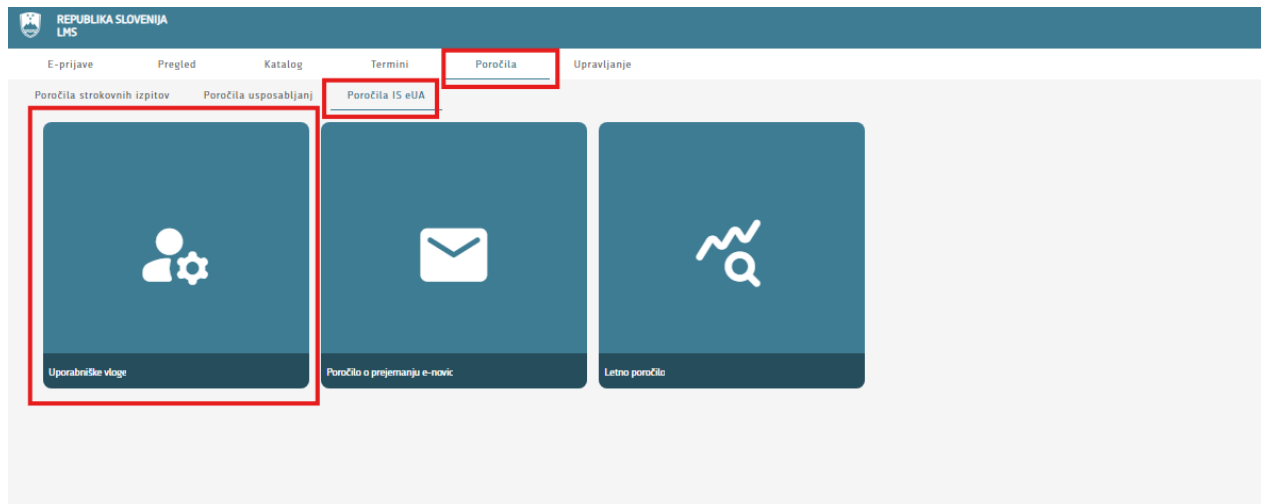 REPUBLIKA SLOVENIJA
LMS
E-prijave Pregled Katalog Termini Poročila Upravljanje
Poročila strokovnih izpitov Poročila usposabljanj Poročila IS eUA
Uporabniške vloge Poročilo o prejemanju e-novic Letno poročilo